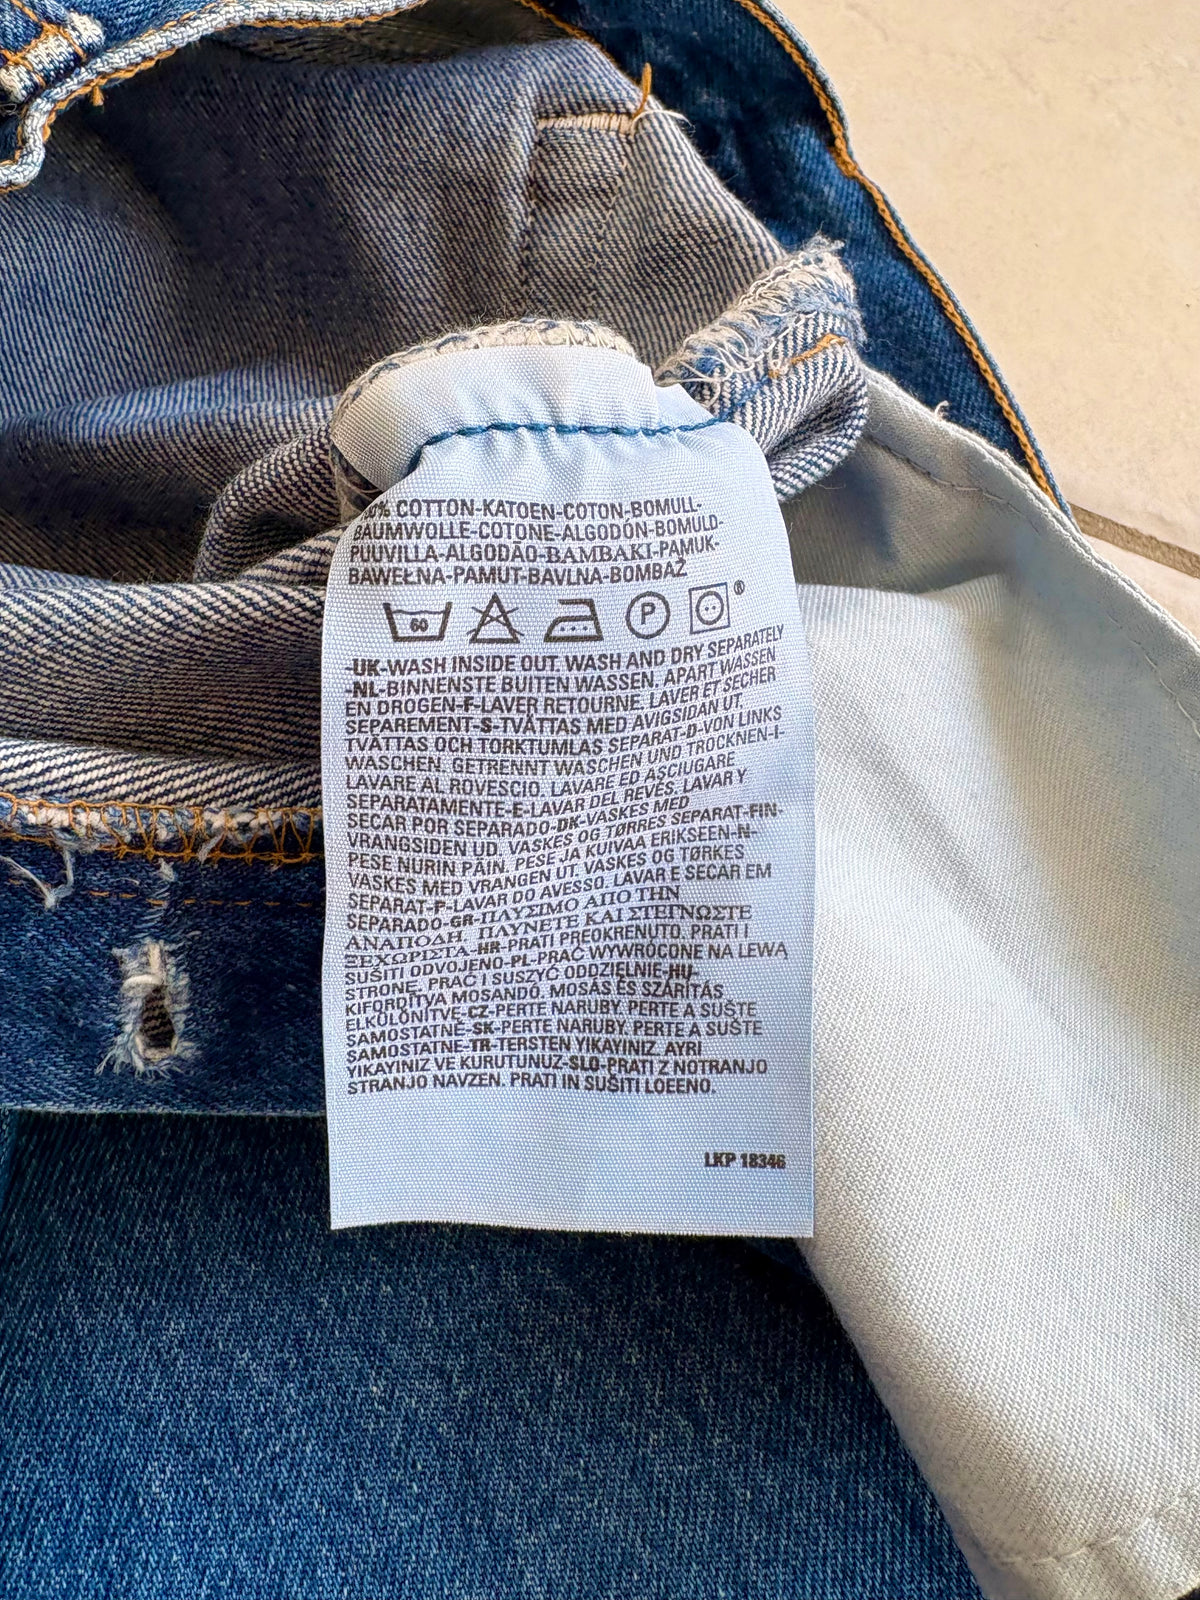 % COTTON-KATOEN-COTON-BOMULL-
BAUMWOLLE-COTONE-ALGODÓN-BOMULD-
PUUVILLA-ALGODÃO-BAMBAKI-PAMUK-
BAWEŁNA-PAMUT-BAVLNA-BOMBAŽ
60 P ®
-UK-WASH INSIDE OUT. WASH AND DRY SEPARATELY
-NL-BINNENSTE BUITEN WASSEN. APART WASSEN
EN DROGEN-F-LAVER RETOURNE. LAVER ET SECHER
SEPAREMENT-S-TVÄTTAS MED AVIGSIDAN UT.
TVÄTTAS OCH TORKTUMLAS SEPARAT-D-VON LINKS
WASCHEN. GETRENNT WASCHEN UND TROCKNEN-I-
LAVARE AL ROVESCIO. LAVARE ED ASCIUGARE
SEPARATAMENTE-E-LAVAR DEL REVÉS. LAVAR Y
SECAR POR SEPARADO-DK-VASKES MED
VRANGSIDEN UD. VASKES OG TØRRES SEPARAT-FIN-
PESE NURIN PÄIN. PESE JA KUIVAA ERIKSEEN-N-
VASKES MED VRANGEN UT. VASKES OG TØRKES
SEPARAT-P-LAVAR DO AVESSO. LAVAR E SECAR EM
SEPARADO-GR-ΠΛΥΣΙΜΟ ΑΠΟ ΤΗΝ
ΑΝΑΠΟΔΗ. ΠΛΥΝΕΤΕ ΚΑΙ ΣΤΕΓΝΩΣΤΕ
ΞΕΧΩΡΙΣΤΑ-HR-PRATI PREOKRENUTO. PRATI I
SUŠITI ODVOJENO-PL-PRAĆ WYWRÓCONE NA LEWĄ
STRONĘ. PRAĆ I SUSZYĆ ODDZIELNIE-HU-
KIFORDÍTVA MOSANDÓ. MOSÁS ÉS SZÁRÍTÁS
ELKÜLÖNÍTVE-CZ-PERTE NARUBY. PERTE A SUŠTE
SAMOSTATNĚ-SK-PERTE NARUBY. PERTE A SUŠTE
SAMOSTATNE-TR-TERSTEN YIKAYINIZ. AYRI
YIKAYINIZ VE KURUTUNUZ-SLO-PRATI Z NOTRANJO
STRANJO NAVZEN. PRATI IN SUŠITI LOEENO.
LKP 18346